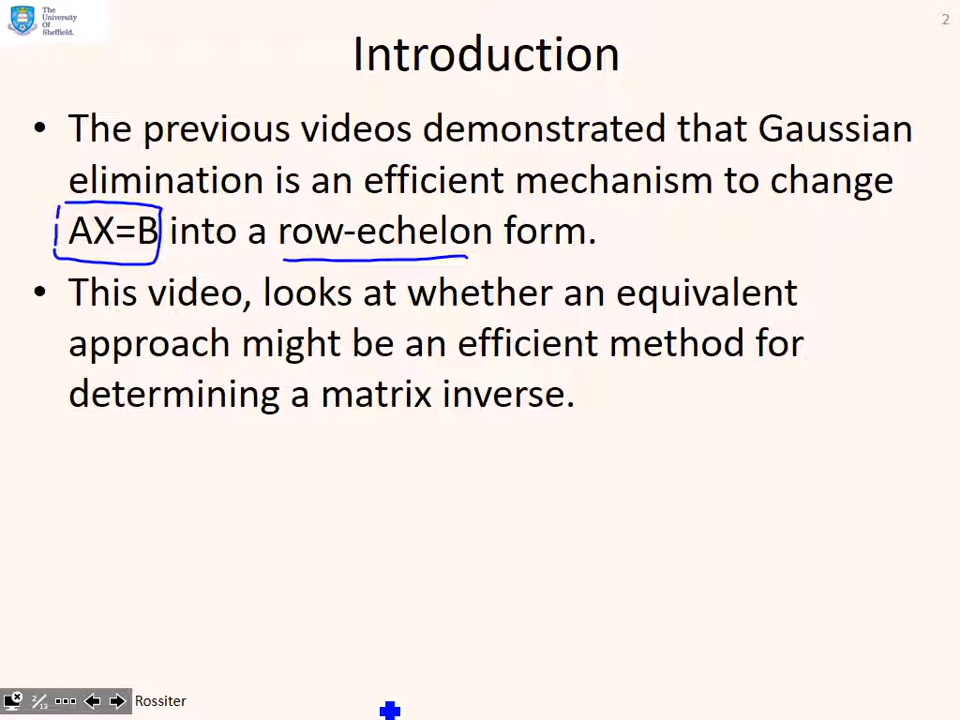 The
University
Of
Sheffield.
2
Introduction
• The previous videos demonstrated that Gaussian
elimination is an efficient mechanism to change
AX=B into a row-echelon form.
• This video, looks at whether an equivalent
approach might be an efficient method for
determining a matrix inverse.
2/13
Rossiter